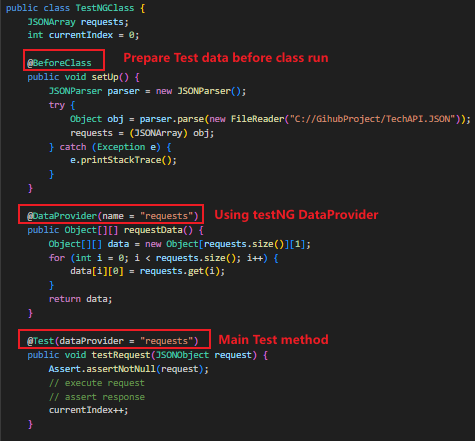 public class TestNGClass {
JSONArray requests;
int currentIndex = 0;
@BeforeClass Prepare Test data before class run
public void setUp() {
JSONParser parser = new JSONParser();
try {
Object obj = parser.parse(new FileReader("C://GihubProject/TechAPI.JSON"));
requests = (JSONArray) obj;
} catch (Exception e) {
e.printStackTrace();
}
}
@DataProvider(name = "requests") Using testNG DataProvider
public Object[][] requestData() {
Object[][] data = new Object[requests.size()][1];
for (int i = 0; i < requests.size(); i++) {
data[i][0] = requests.get(i);
}
return data;
}
@Test(dataProvider = "requests") Main Test method
public void testRequest(JSONObject request) {
Assert.assertNotNull(request);
// execute request
// assert response
currentIndex++;
}